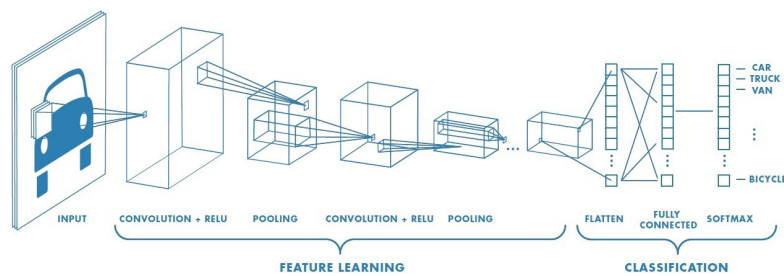 CAR
TRUCK
VAN
BICYCLE
INPUT
CONVOLUTION + RELU
POOLING
CONVOLUTION + RELU
POOLING
FLATTEN
FULLY
CONNECTED
SOFTMAX
FEATURE LEARNING
CLASSIFICATION